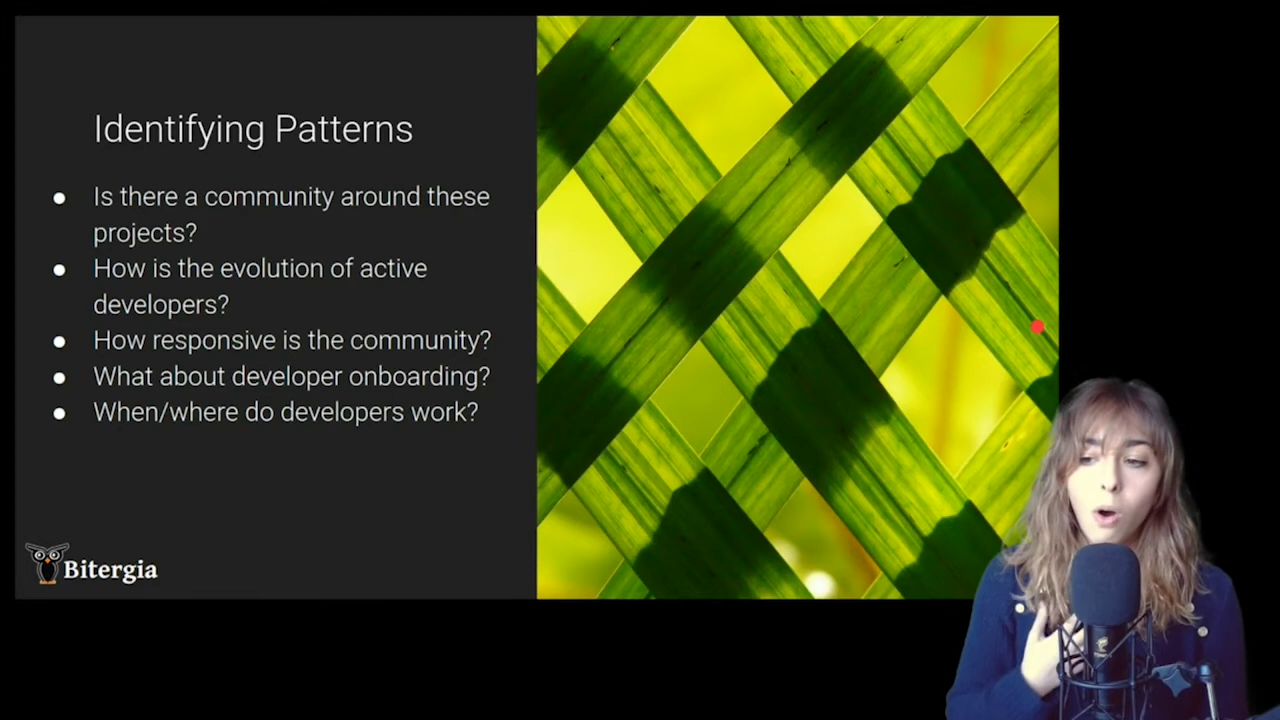 Identifying Patterns
● Is there a community around these
projects?
● How is the evolution of active
developers?
● How responsive is the community?
● What about developer onboarding?
● When/where do developers work?
Bitergia